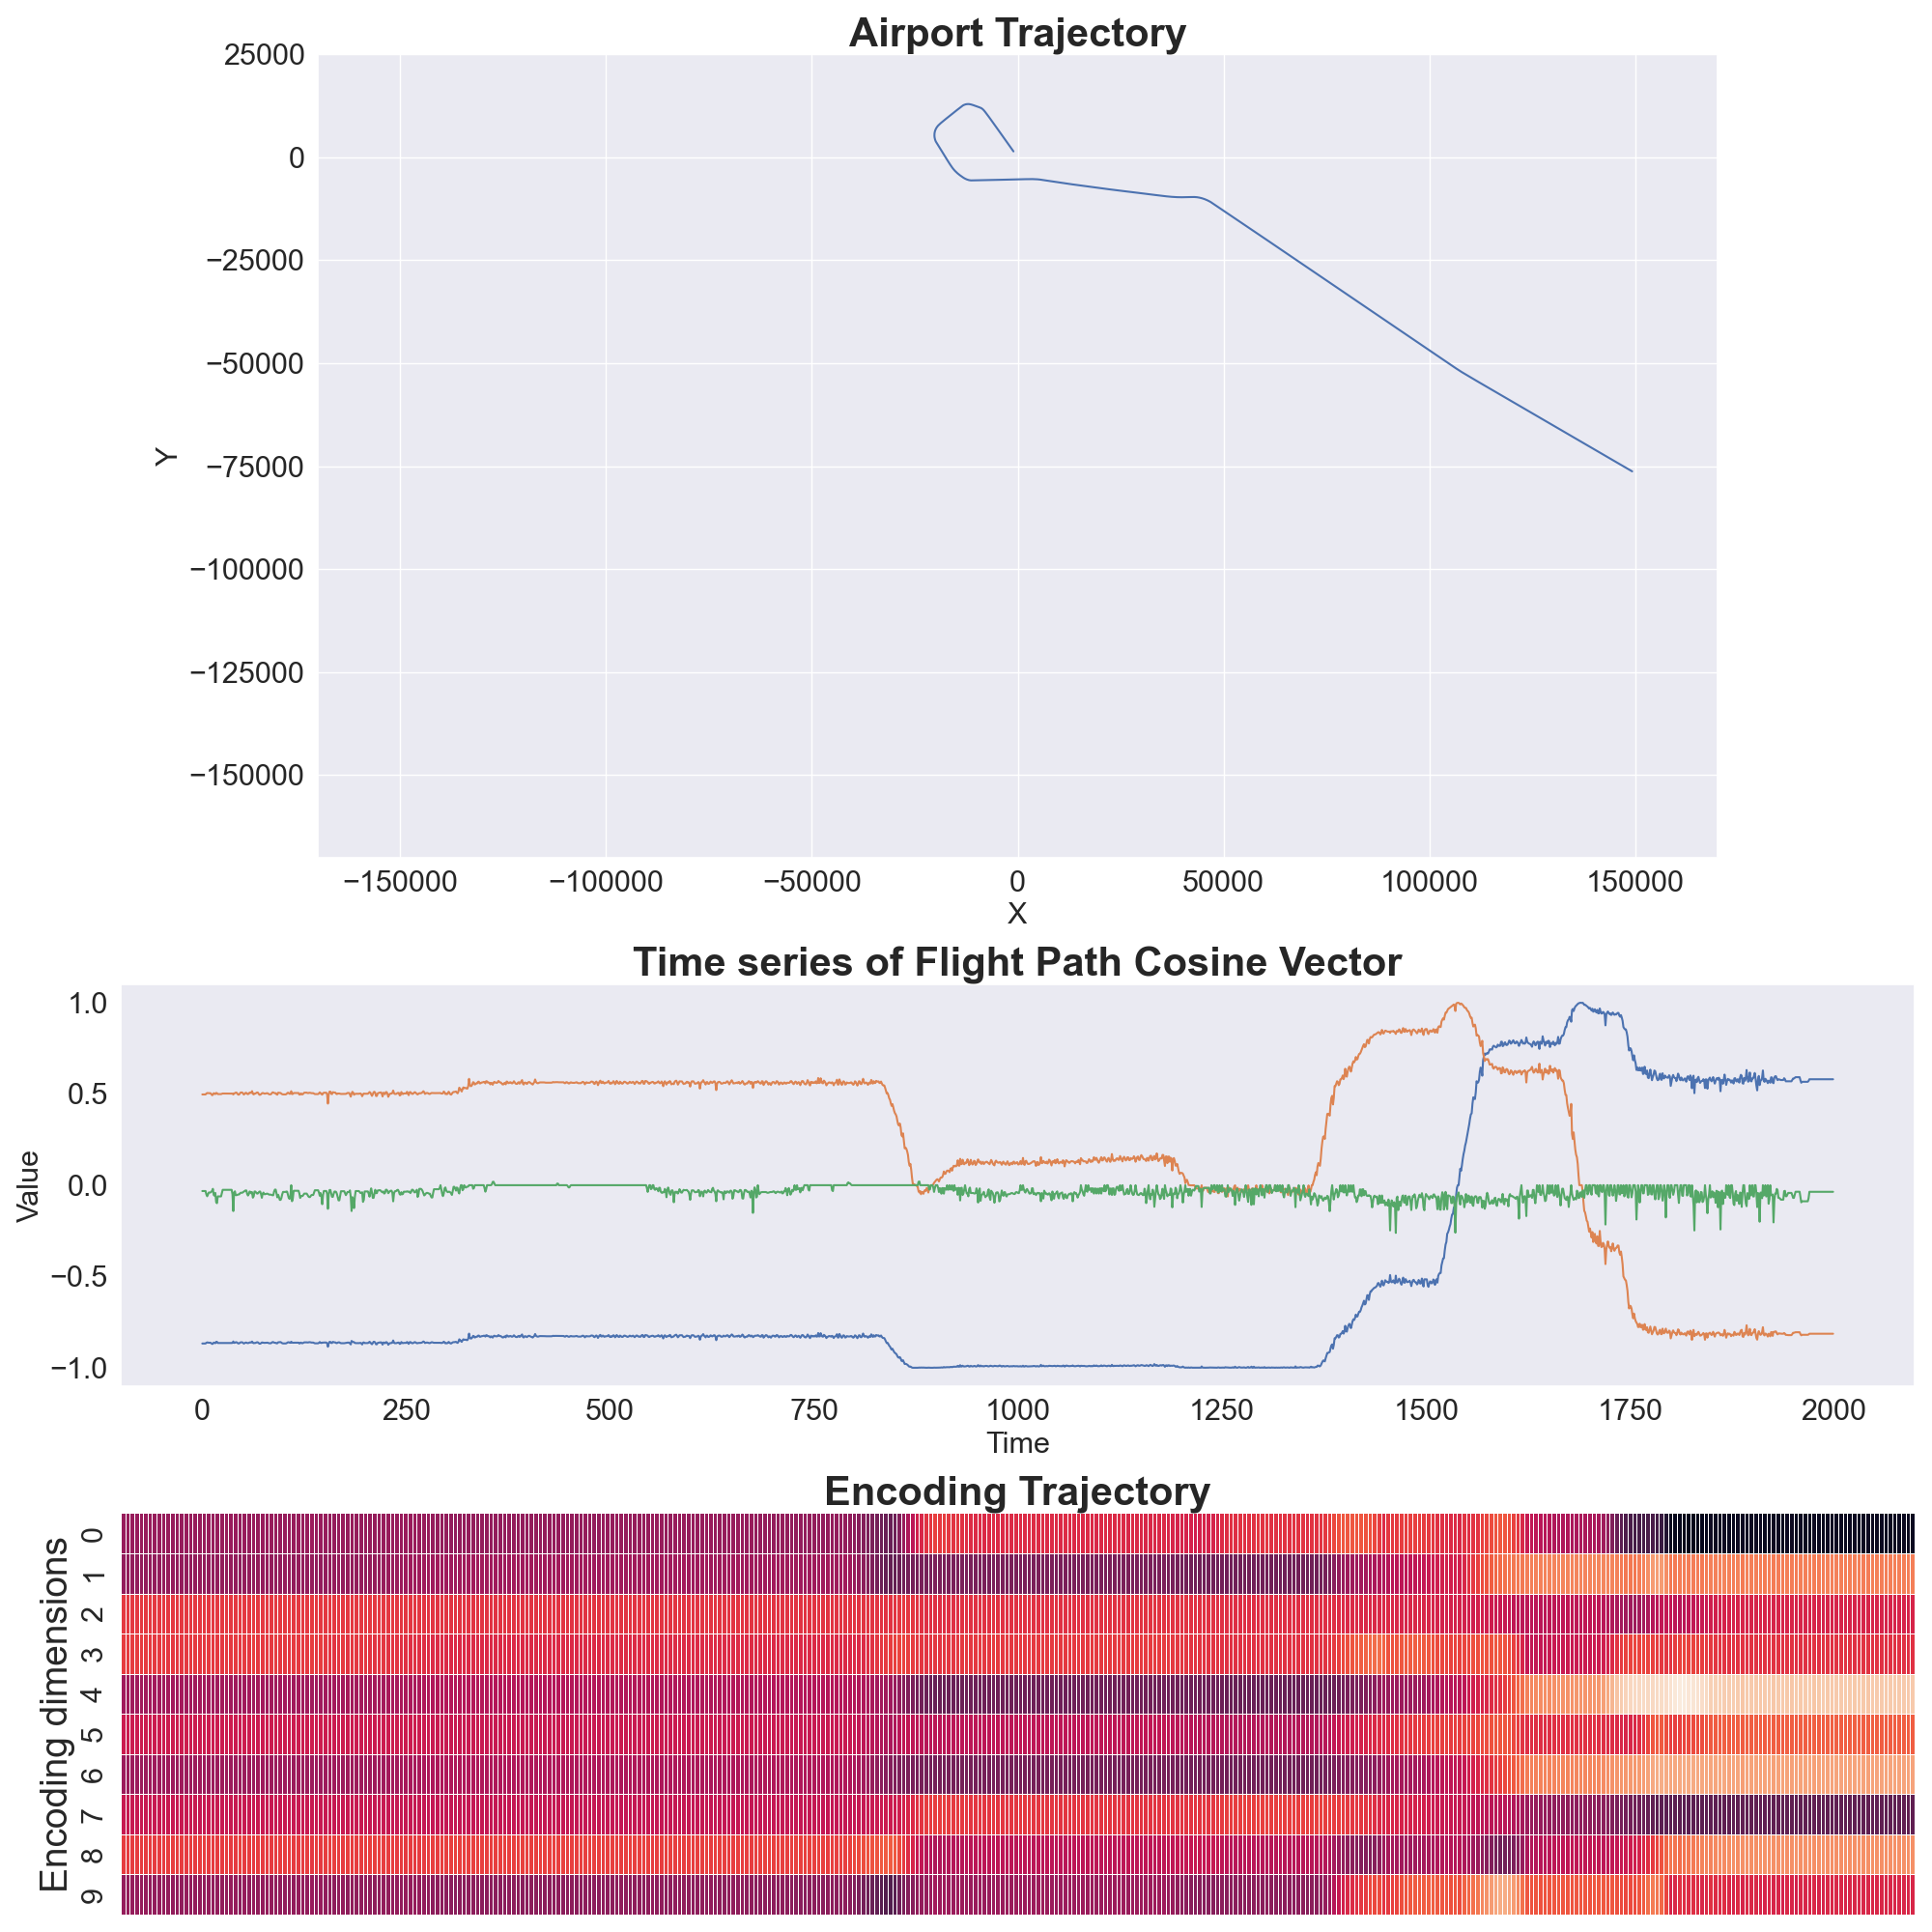 Airport Trajectory
25000
0
−25000
−50000
−75000
−100000
−125000
−150000
Y
−150000 −100000 −50000 0 50000 100000 150000
X
Time series of Flight Path Cosine Vector
1.0
0.5
0.0
−0.5
−1.0
Value
0 250 500 750 1000 1250 1500 1750 2000
Time
Encoding Trajectory
0
1
2
3
4
5
6
7
8
9
Encoding dimensions